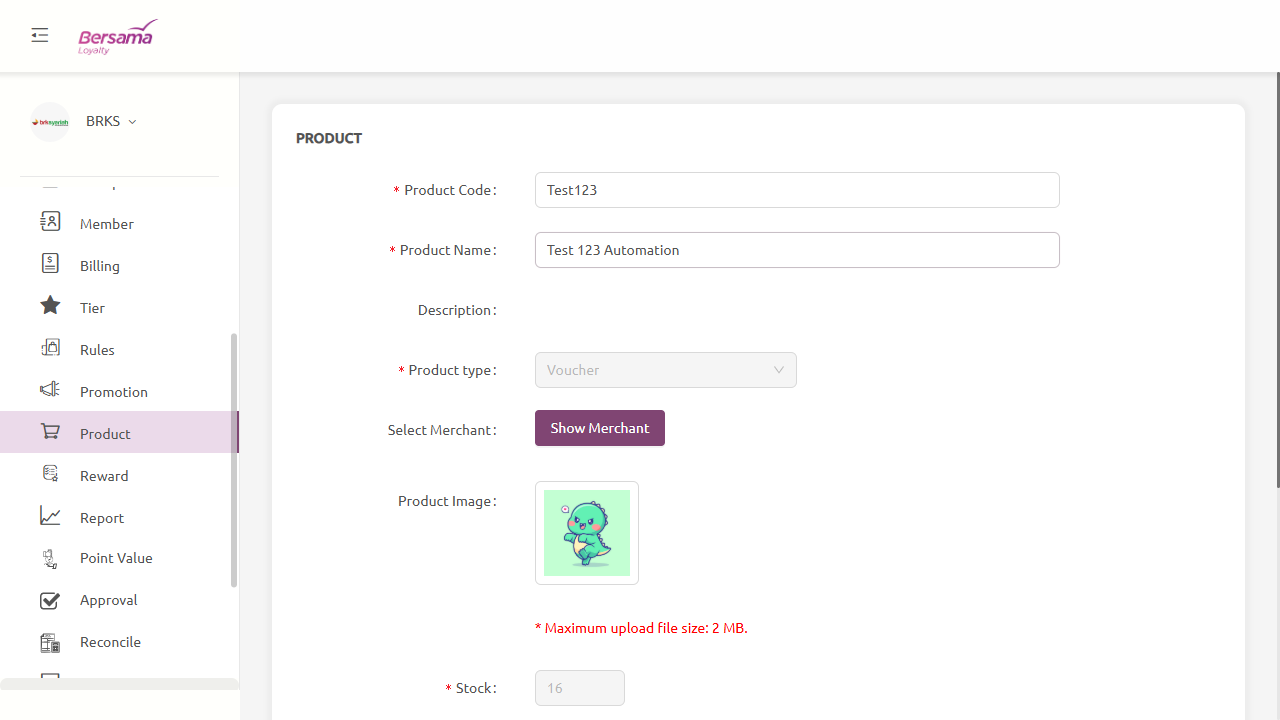 Bersama
Loyalty
brksyariah
BRKS
Member
Billing
Tier
Rules
Promotion
Product
Reward
Report
Point Value
Approval
Reconcile
PRODUCT
* Product Code: Test123
* Product Name: Test 123 Automation
Description:
* Product type: Voucher
Select Merchant: Show Merchant
Product Image:
* Maximum upload file size: 2 MB.
* Stock: 16